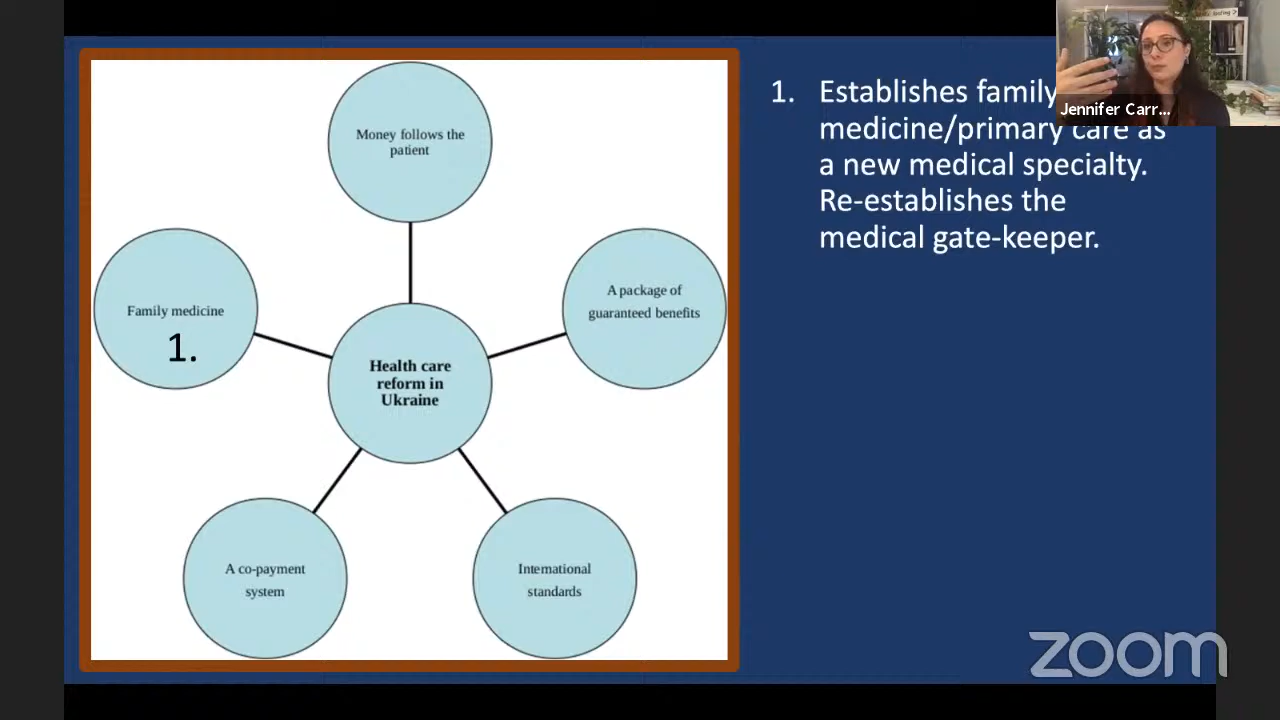 Money follows the
patient
Family medicine
1.
A package of
guaranteed benefits
Health care
reform in
Ukraine
A co-payment
system
International
standards
1. Establishes family
medicine/primary care as
a new medical specialty.
Re-establishes the
medical gate-keeper.
Jennifer Carr...
zoom